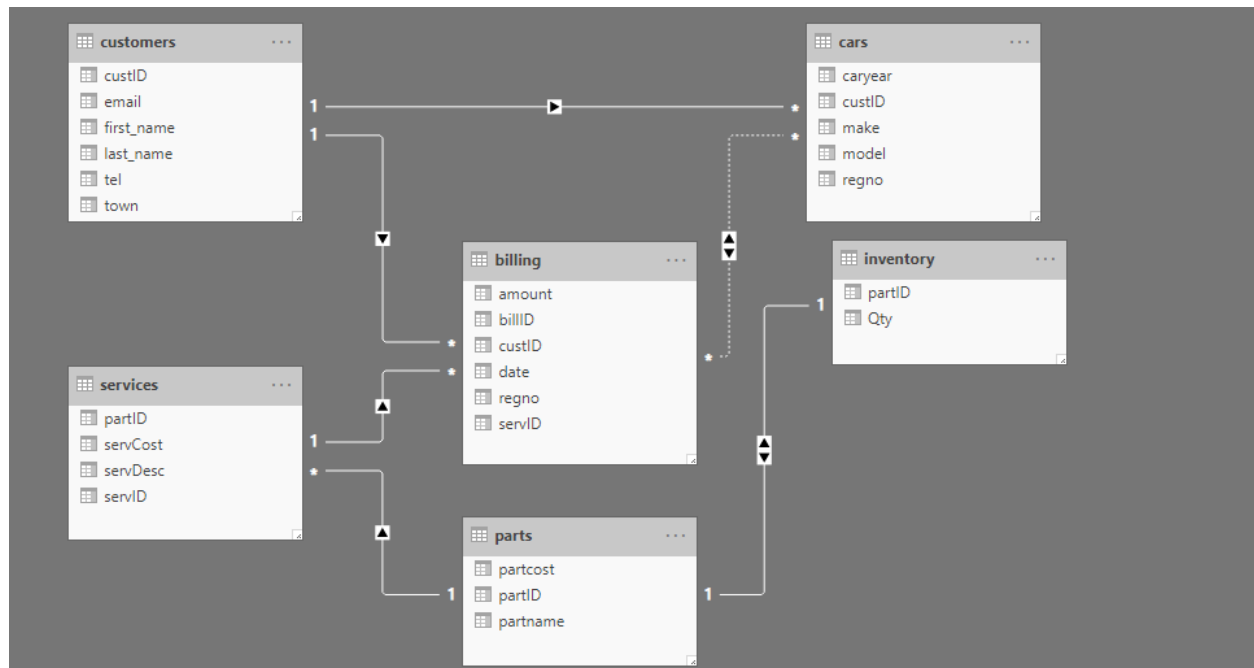 customers ...
custID
email
first_name
last_name
tel
town
1
1
cars ...
caryear
custID
make
model
regno
*
*
billing ...
amount
billID
custID
date
regno
servID
*
*
*
inventory ...
partID
Qty
1
services ...
partID
servCost
servDesc
servID
1
*
parts ...
partcost
partID
partname
1
1